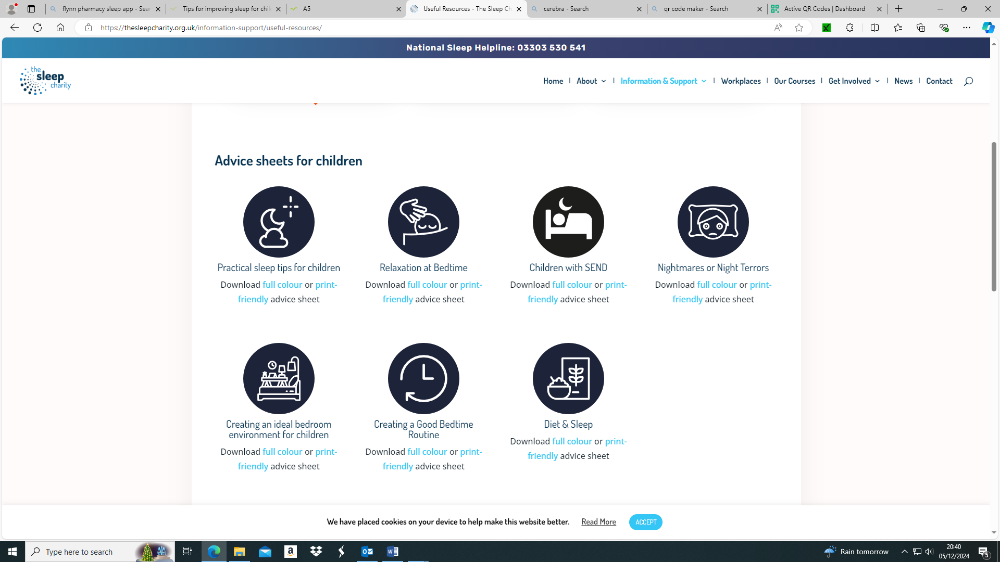 flynn pharmacy sleep app - Sear
Tips for improving sleep for chil
A5
Useful Resources - The Sleep Ch
cerebra - Search
qr code maker - Search
Active QR Codes | Dashboard
https://thesleepcharity.org.uk/information-support/useful-resources/
National Sleep Helpline: 03303 530 541
the sleep charity
Home | About | Information & Support | Workplaces | Our Courses | Get Involved | News | Contact
Advice sheets for children
Practical sleep tips for children
Download full colour or print-
friendly advice sheet
Relaxation at Bedtime
Download full colour or print-
friendly advice sheet
Children with SEND
Download full colour or print-
friendly advice sheet
Nightmares or Night Terrors
Download full colour or print-
friendly advice sheet
Creating an ideal bedroom
environment for children
Download full colour or print-
friendly advice sheet
Creating a Good Bedtime
Routine
Download full colour or print-
friendly advice sheet
Diet & Sleep
Download full colour or print-
friendly advice sheet
We have placed cookies on your device to help make this website better. Read More ACCEPT
Type here to search
Rain tomorrow
20:40
05/12/2024
5